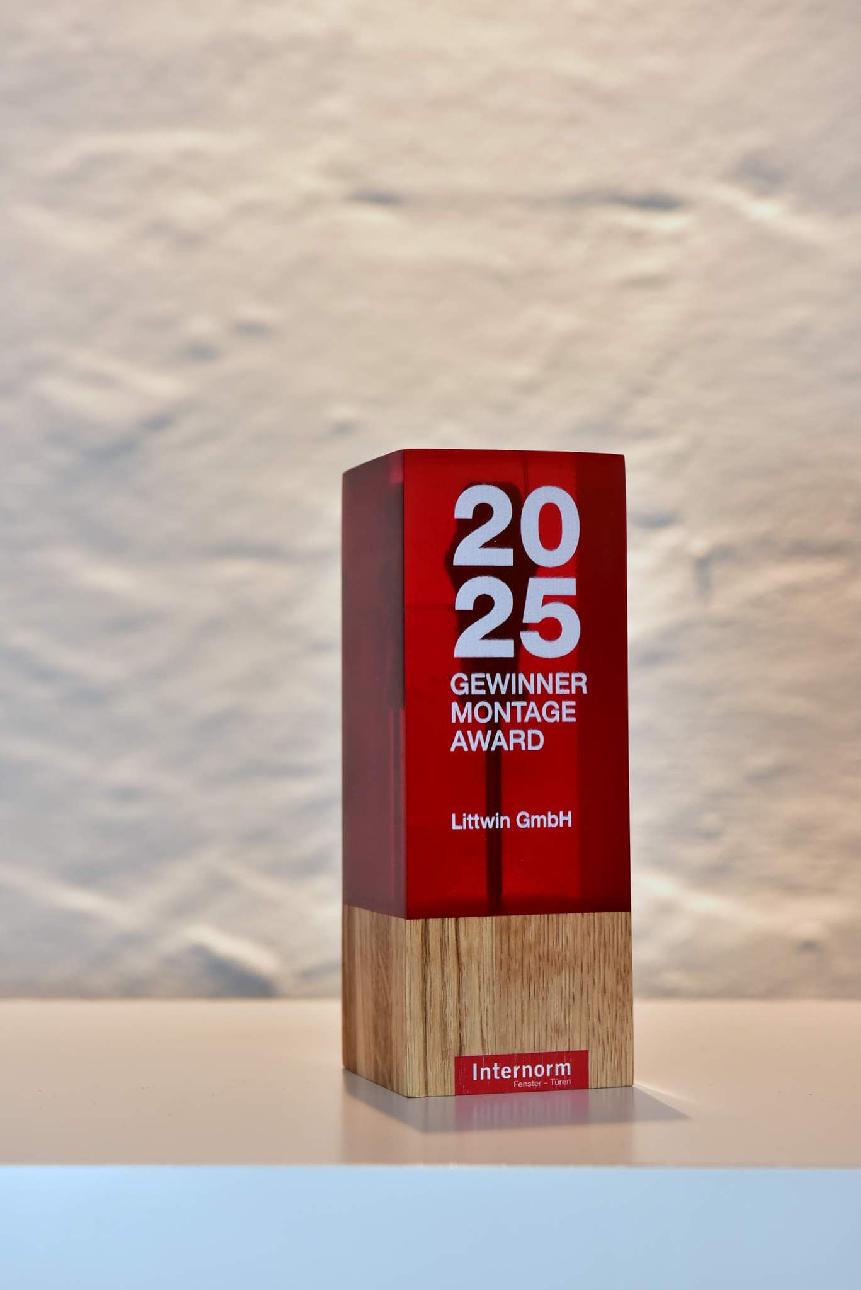 20
25
GEWINNER
MONTAGE
AWARD
Littwin GmbH
Internorm
Fenster – Türen